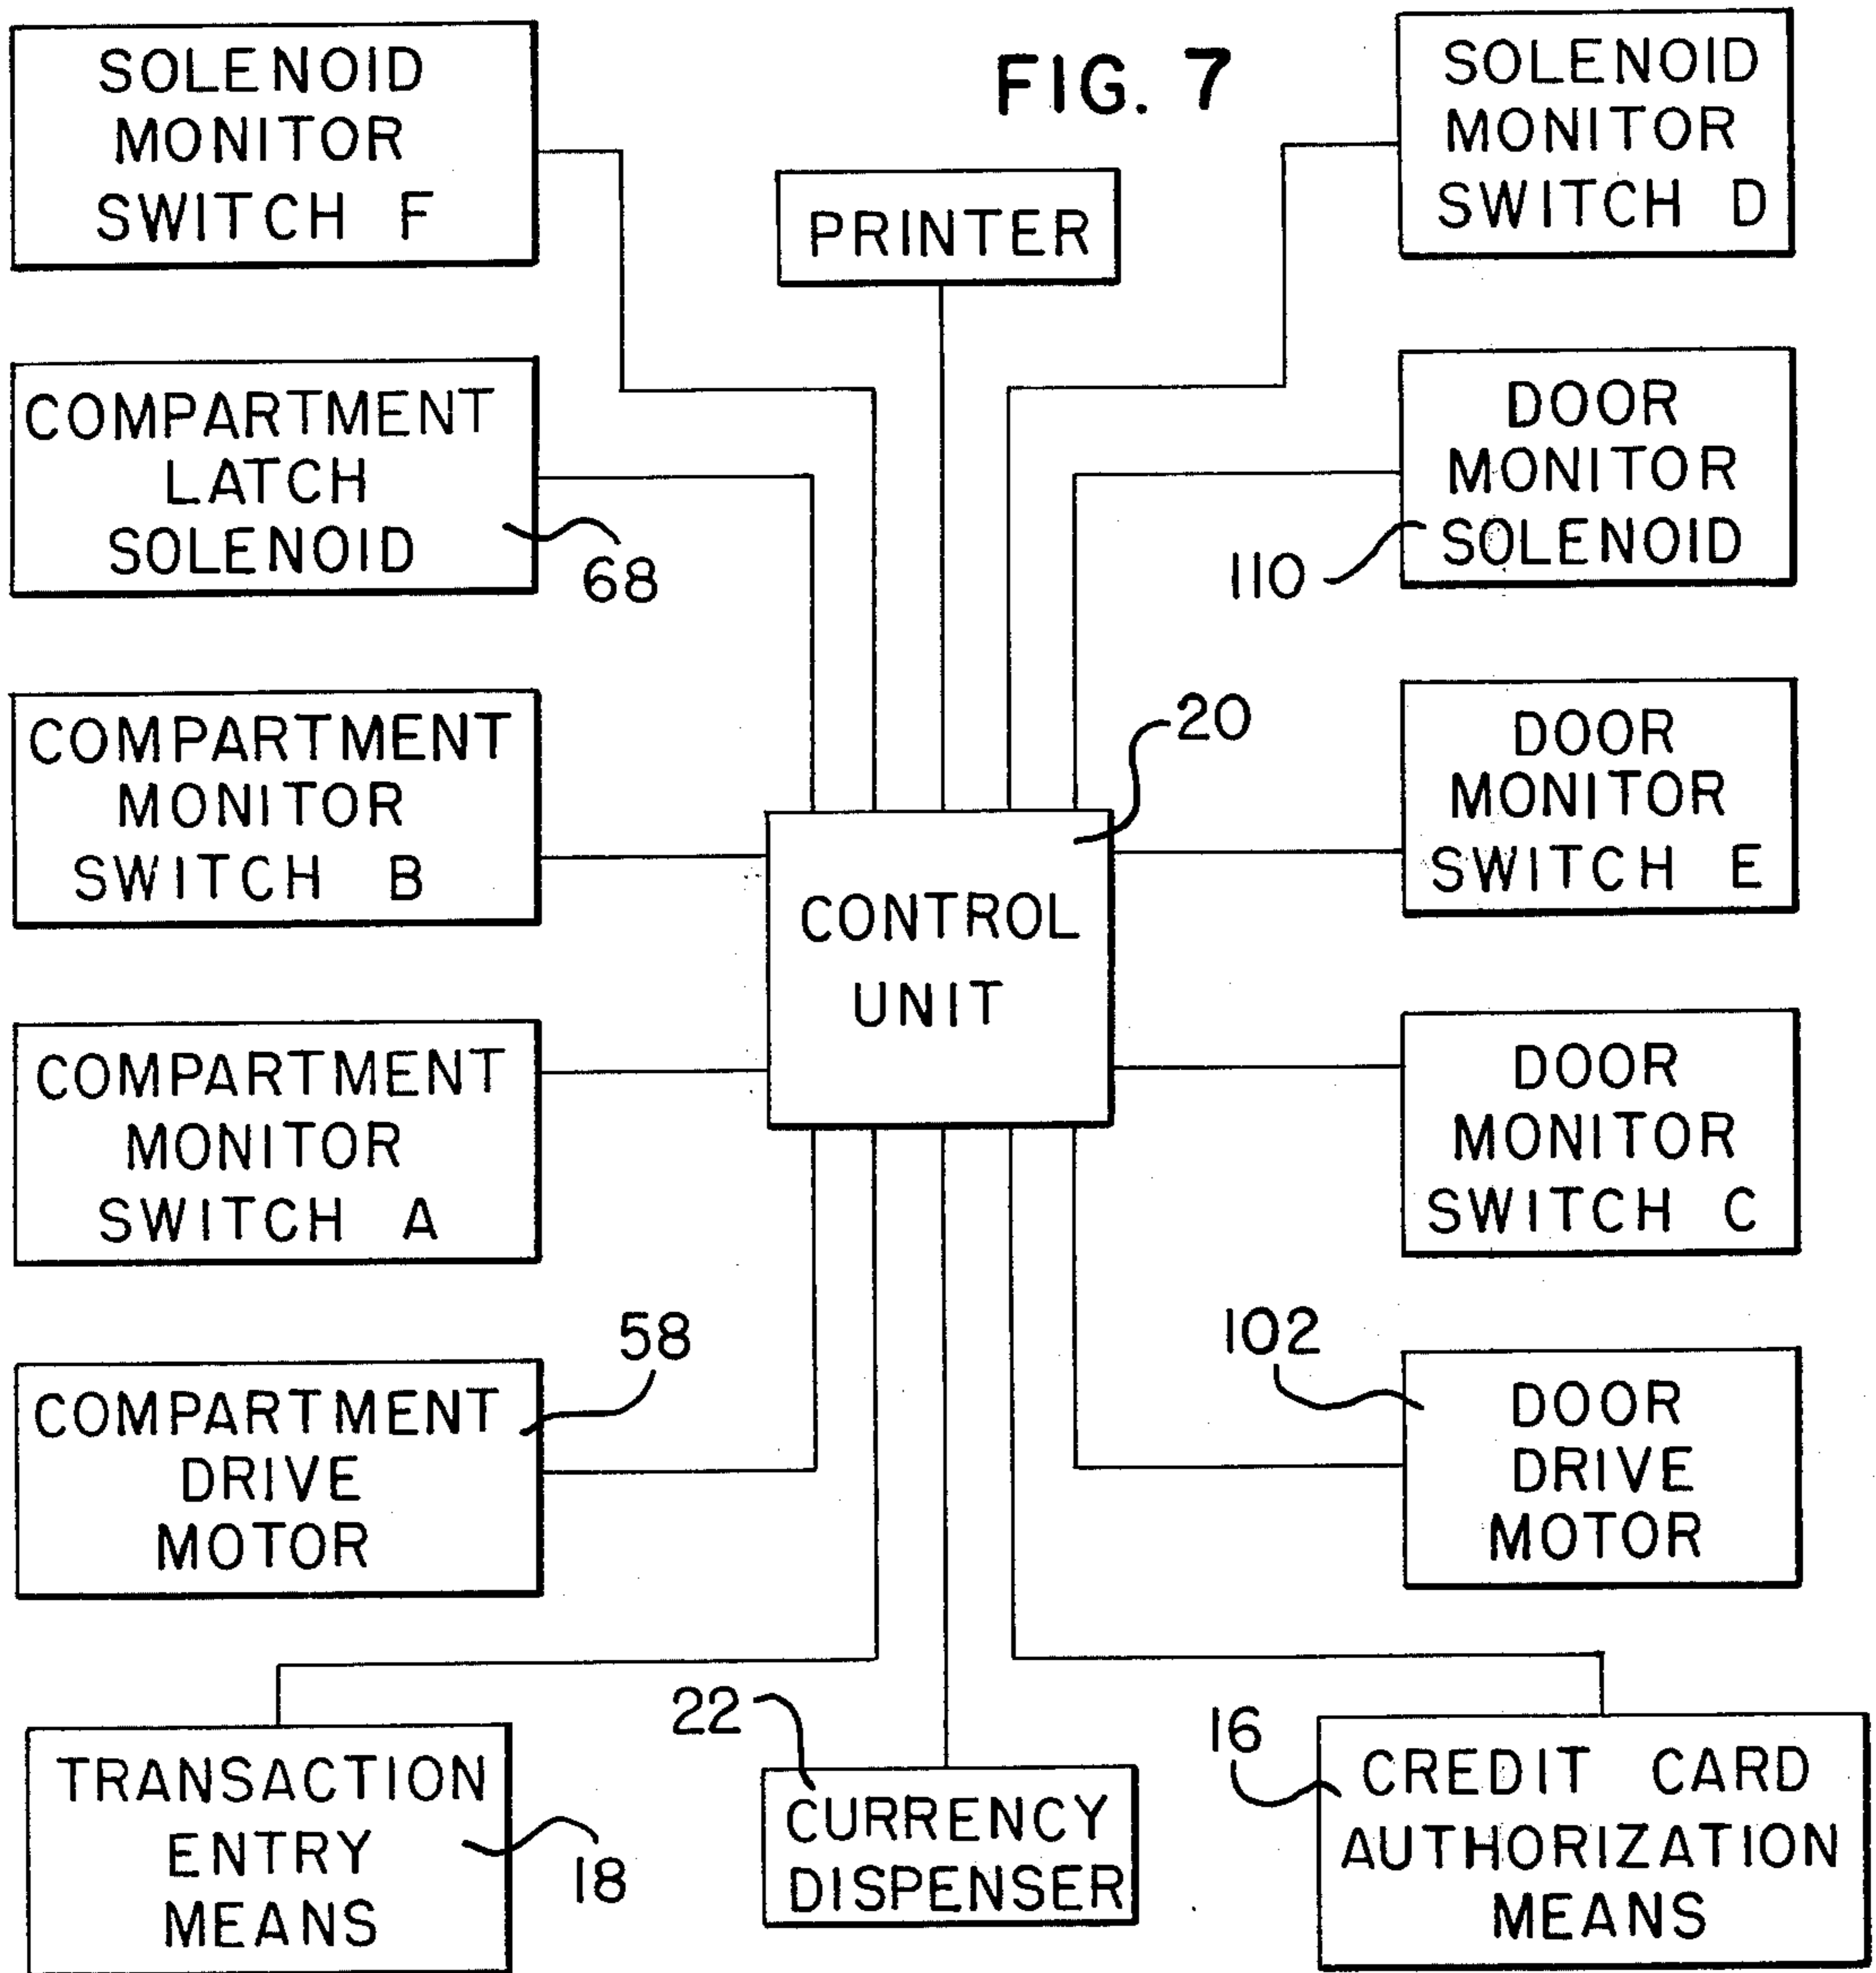 FIG. 7
SOLENOID
MONITOR
SWITCH F
PRINTER
SOLENOID
MONITOR
SWITCH D
COMPARTMENT
LATCH
SOLENOID
68
DOOR
MONITOR
SOLENOID
110
COMPARTMENT
MONITOR
SWITCH B
20
CONTROL
UNIT
DOOR
MONITOR
SWITCH E
COMPARTMENT
MONITOR
SWITCH A
DOOR
MONITOR
SWITCH C
58
COMPARTMENT
DRIVE
MOTOR
102
DOOR
DRIVE
MOTOR
TRANSACTION
ENTRY
MEANS
18
22
CURRENCY
DISPENSER
16
CREDIT CARD
AUTHORIZATION
MEANS